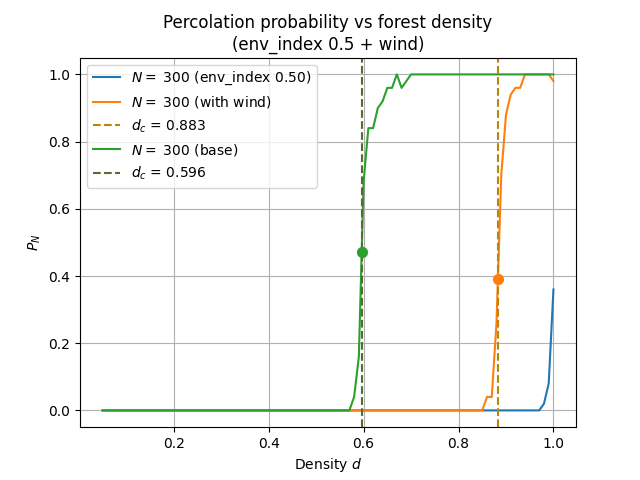 Percolation probability vs forest density
(env_index 0.5 + wind)
N = 300 (env_index 0.50)
N = 300 (with wind)
d_c = 0.883
N = 300 (base)
d_c = 0.596
1.0
0.8
0.6
0.4
0.2
0.0
P_N
0.2 0.4 0.6 0.8 1.0
Density d